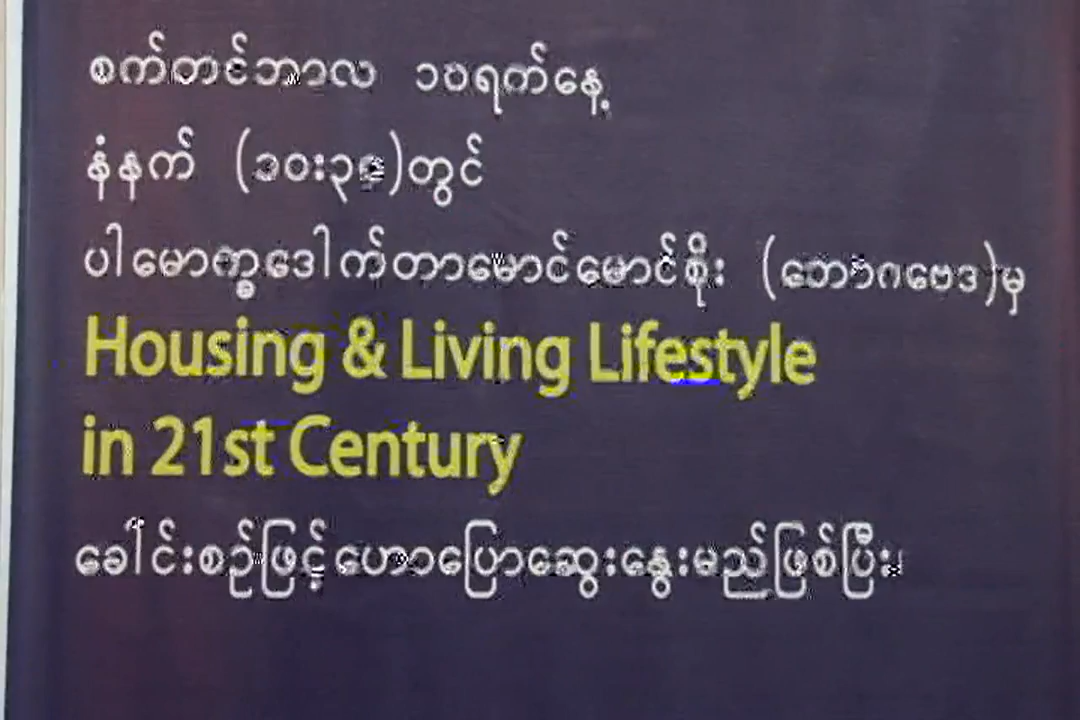 စက်တင်ဘာလ ၁ပရက်နေ့
နံနက် (၁၀း၃၉)တွင်
ပါမောက္ခဒေါက်တာမောင်မောင်စိုး (ဘောဂဗေဒ)မှ
Housing & Living Lifestyle
in 21st Century
ခေါင်းစဉ်ဖြင့်ဟောပြောဆွေးနွေးမည်ဖြစ်ပြီး၊